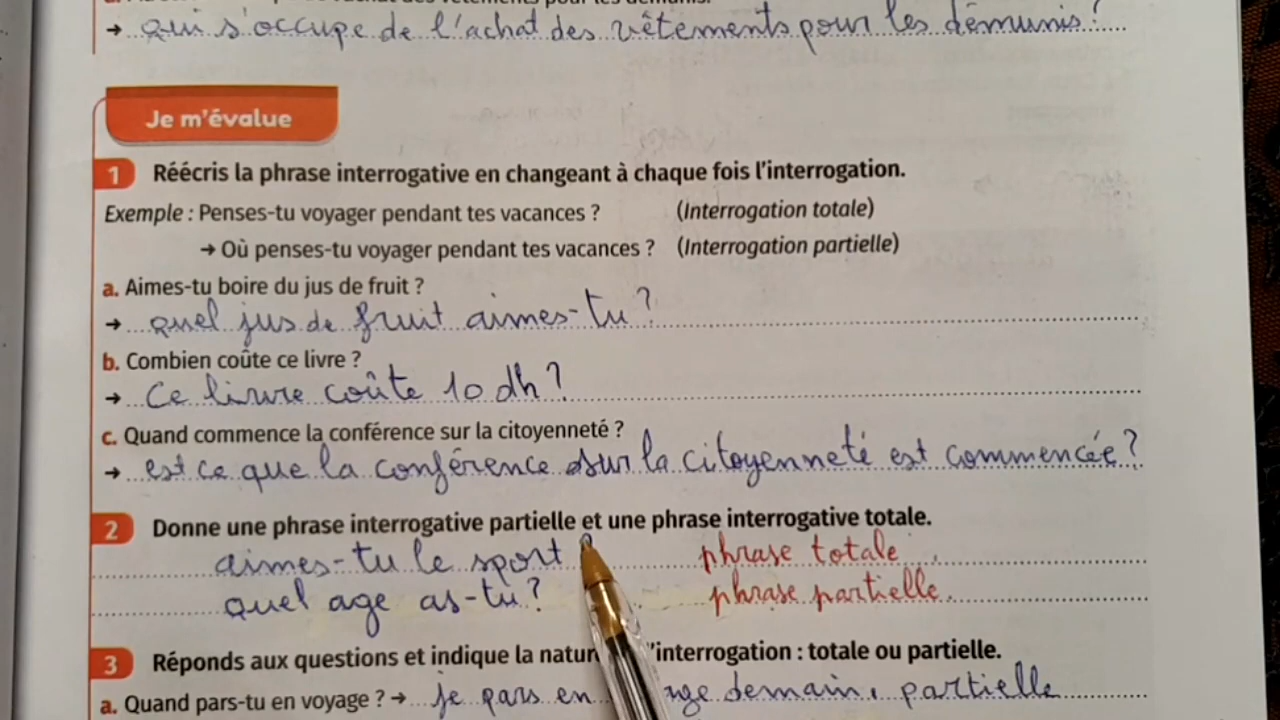 → qui s'occupe de l'achat des vêtements pour les démunis?
Je m'évalue
1 Réécris la phrase interrogative en changeant à chaque fois l'interrogation.
Exemple : Penses-tu voyager pendant tes vacances ? (Interrogation totale)
→ Où penses-tu voyager pendant tes vacances ? (Interrogation partielle)
a. Aimes-tu boire du jus de fruit ?
→ quel jus de fruit aimes-tu ?
b. Combien coûte ce livre ?
→ Ce livre coûte 10 dh ?
c. Quand commence la conférence sur la citoyenneté ?
→ est ce que la conférence sur la citoyenneté est commencée ?
2 Donne une phrase interrogative partielle et une phrase interrogative totale.
aimes-tu le sport ? phrase totale
quel age as-tu ? phrase partielle
3 Réponds aux questions et indique la l'interrogation : totale ou partielle.
a. Quand pars-tu en voyage ? → je pars en demain, partielle